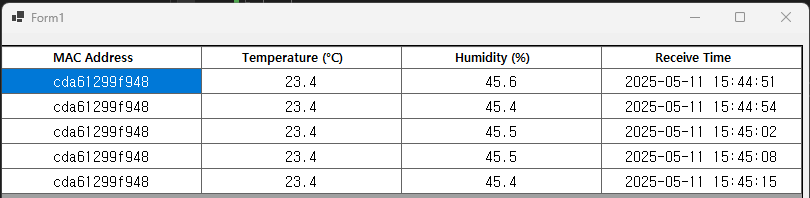 Form1
MAC Address Temperature (°C) Humidity (%) Receive Time
cda61299f948 23.4 45.6 2025-05-11 15:44:51
cda61299f948 23.4 45.4 2025-05-11 15:44:54
cda61299f948 23.4 45.5 2025-05-11 15:45:02
cda61299f948 23.4 45.5 2025-05-11 15:45:08
cda61299f948 23.4 45.4 2025-05-11 15:45:15